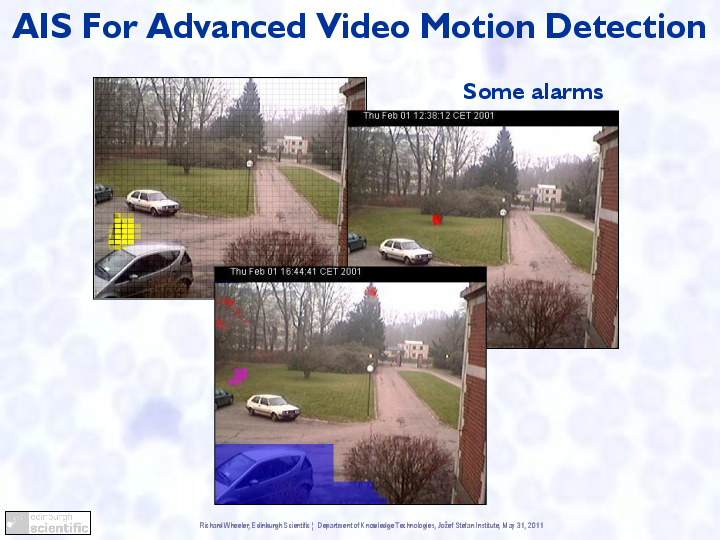 AIS For Advanced Video Motion Detection
Some alarms
Thu Feb 01 12:38:12 CET 2001
Thu Feb 01 16:44:41 CET 2001
edinburgh
scientific
Richard Wheeler, Edinburgh Scientific ¦ Department of Knowledge Technologies, Jožef Stefan Institute, May 31, 2011